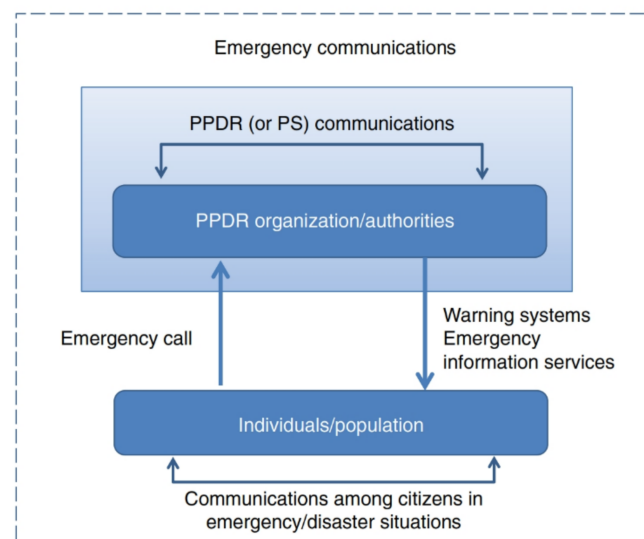 Emergency communications
PPDR (or PS) communications
PPDR organization/authorities
Emergency call
Warning systems
Emergency
information services
Individuals/population
Communications among citizens in
emergency/disaster situations